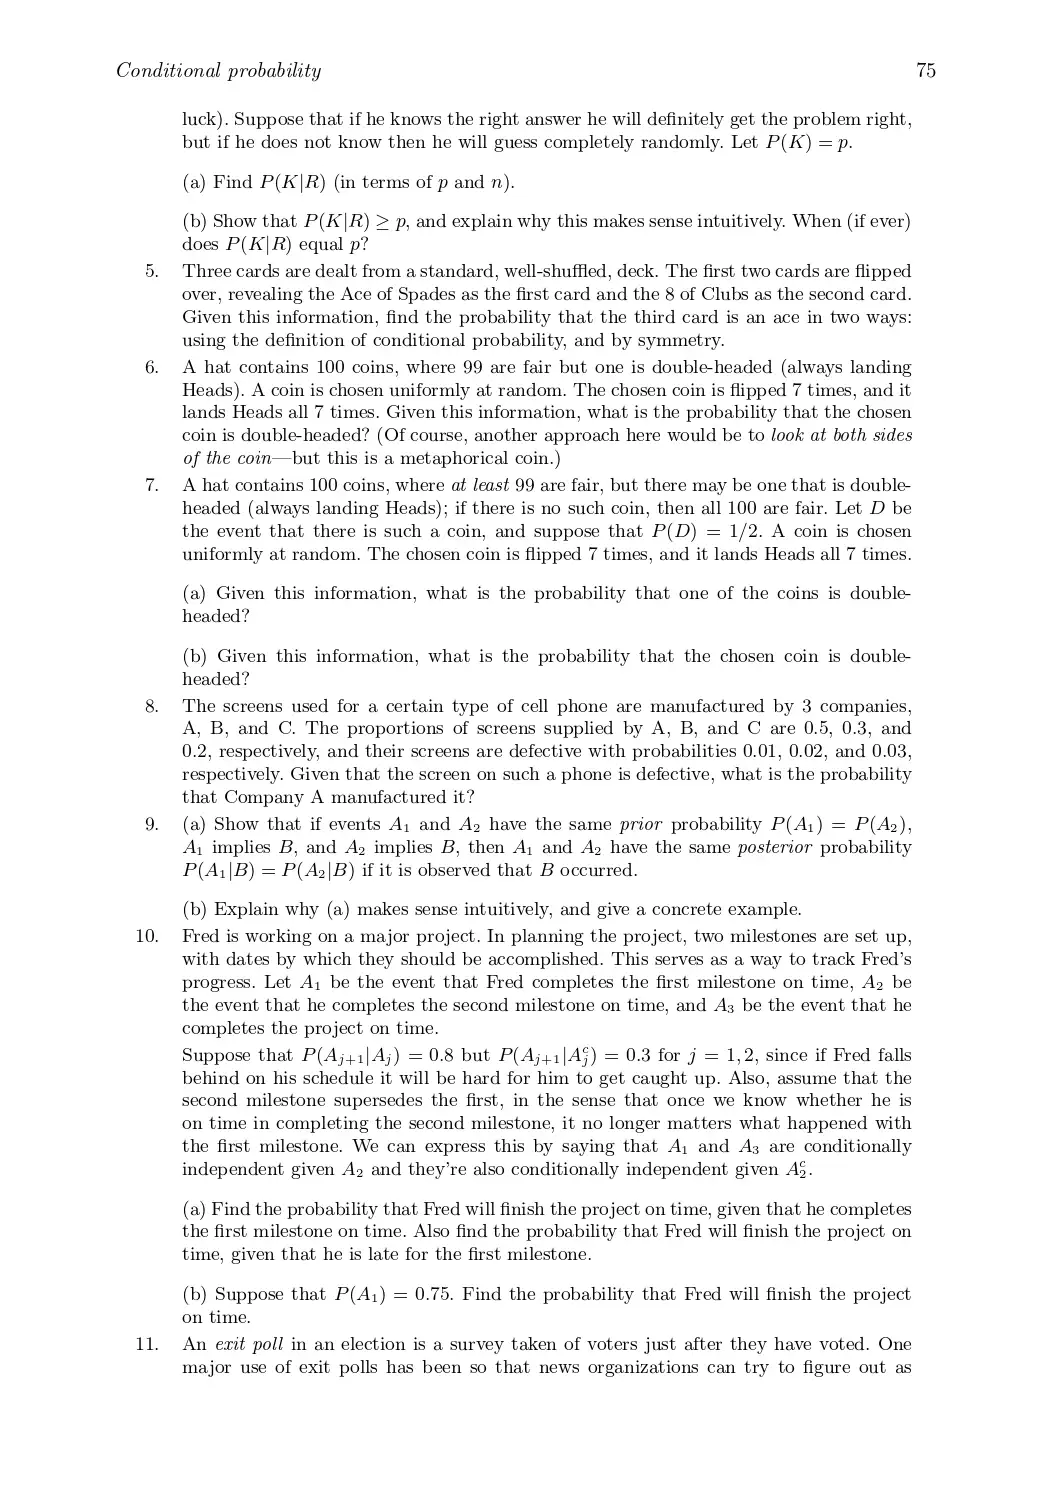 Conditional probability 75
luck). Suppose that if he knows the right answer he will definitely get the problem right,
but if he does not know then he will guess completely randomly. Let P(K) = p.
(a) Find P(K|R) (in terms of p and n).
(b) Show that P(K|R) ≥ p, and explain why this makes sense intuitively. When (if ever)
does P(K|R) equal p?
5. Three cards are dealt from a standard, well-shuffled, deck. The first two cards are flipped
over, revealing the Ace of Spades as the first card and the 8 of Clubs as the second card.
Given this information, find the probability that the third card is an ace in two ways:
using the definition of conditional probability, and by symmetry.
6. A hat contains 100 coins, where 99 are fair but one is double-headed (always landing
Heads). A coin is chosen uniformly at random. The chosen coin is flipped 7 times, and it
lands Heads all 7 times. Given this information, what is the probability that the chosen
coin is double-headed? (Of course, another approach here would be to look at both sides
of the coin—but this is a metaphorical coin.)
7. A hat contains 100 coins, where at least 99 are fair, but there may be one that is double-
headed (always landing Heads); if there is no such coin, then all 100 are fair. Let D be
the event that there is such a coin, and suppose that P(D) = 1/2. A coin is chosen
uniformly at random. The chosen coin is flipped 7 times, and it lands Heads all 7 times.
(a) Given this information, what is the probability that one of the coins is double-
headed?
(b) Given this information, what is the probability that the chosen coin is double-
headed?
8. The screens used for a certain type of cell phone are manufactured by 3 companies,
A, B, and C. The proportions of screens supplied by A, B, and C are 0.5, 0.3, and
0.2, respectively, and their screens are defective with probabilities 0.01, 0.02, and 0.03,
respectively. Given that the screen on such a phone is defective, what is the probability
that Company A manufactured it?
9. (a) Show that if events A₁ and A₂ have the same prior probability P(A₁) = P(A₂),
A₁ implies B, and A₂ implies B, then A₁ and A₂ have the same posterior probability
P(A₁|B) = P(A₂|B) if it is observed that B occurred.
(b) Explain why (a) makes sense intuitively, and give a concrete example.
10. Fred is working on a major project. In planning the project, two milestones are set up,
with dates by which they should be accomplished. This serves as a way to track Fred's
progress. Let A₁ be the event that Fred completes the first milestone on time, A₂ be
the event that he completes the second milestone on time, and A₃ be the event that he
completes the project on time.
Suppose that P(Aⱼ₊₁|Aⱼ) = 0.8 but P(Aⱼ₊₁|Aⱼᶜ) = 0.3 for j = 1, 2, since if Fred falls
behind on his schedule it will be hard for him to get caught up. Also, assume that the
second milestone supersedes the first, in the sense that once we know whether he is
on time in completing the second milestone, it no longer matters what happened with
the first milestone. We can express this by saying that A₁ and A₃ are conditionally
independent given A₂ and they're also conditionally independent given A₂ᶜ.
(a) Find the probability that Fred will finish the project on time, given that he completes
the first milestone on time. Also find the probability that Fred will finish the project on
time, given that he is late for the first milestone.
(b) Suppose that P(A₁) = 0.75. Find the probability that Fred will finish the project
on time.
11. An exit poll in an election is a survey taken of voters just after they have voted. One
major use of exit polls has been so that news organizations can try to figure out as